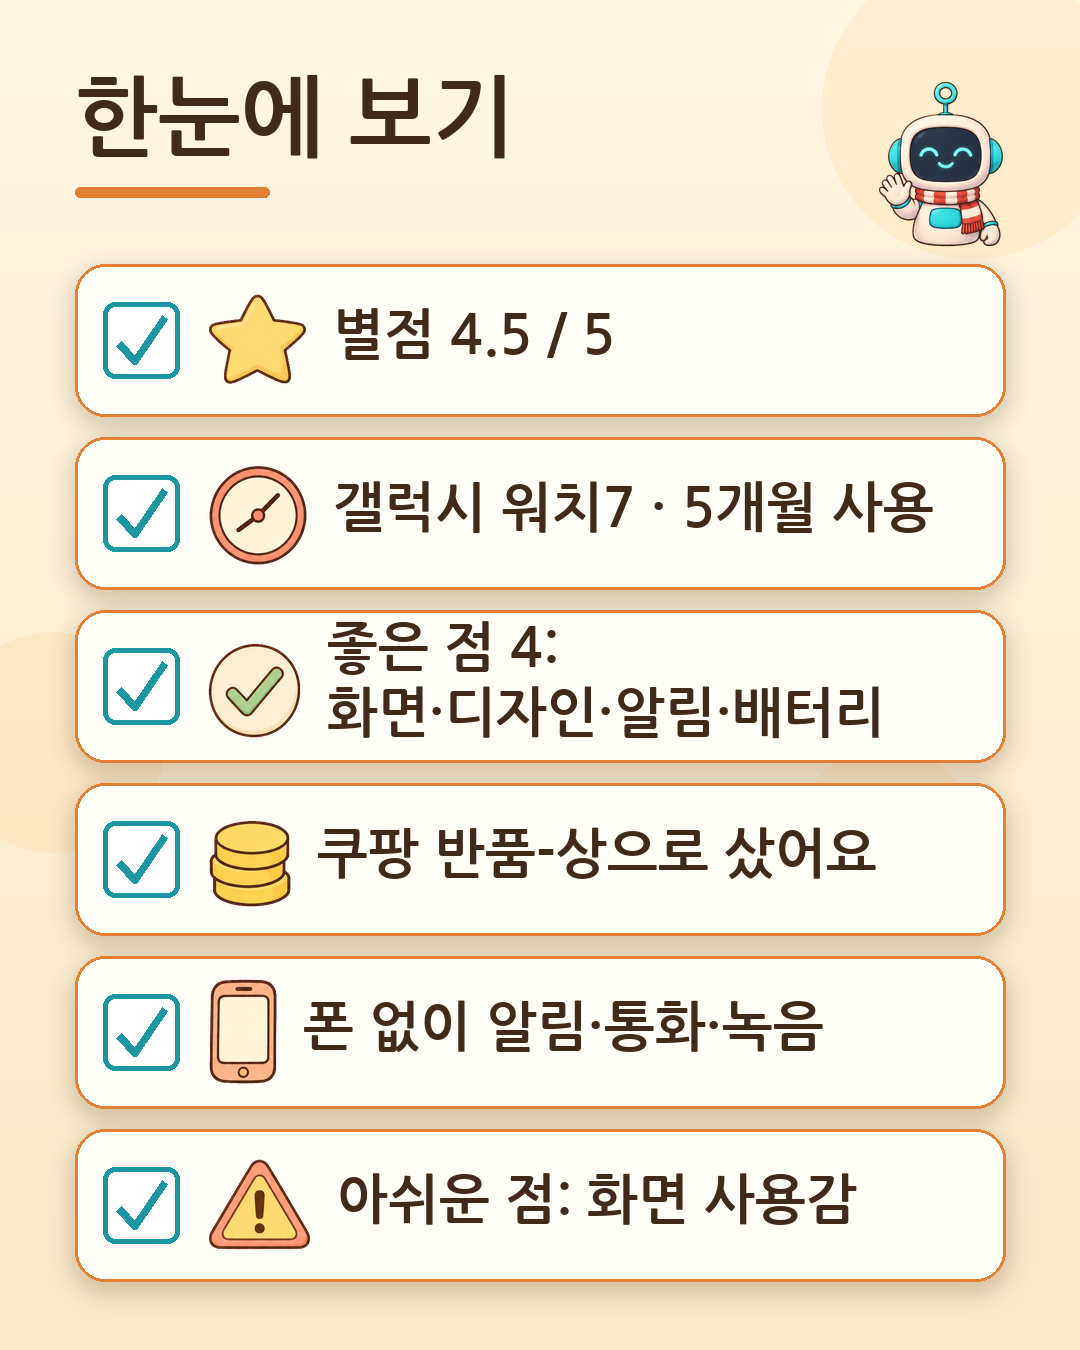 한눈에 보기
별점 4.5 / 5
갤럭시 워치7 · 5개월 사용
좋은 점 4:
화면·디자인·알림·배터리
쿠팡 반품-상으로 샀어요
폰 없이 알림·통화·녹음
아쉬운 점: 화면 사용감